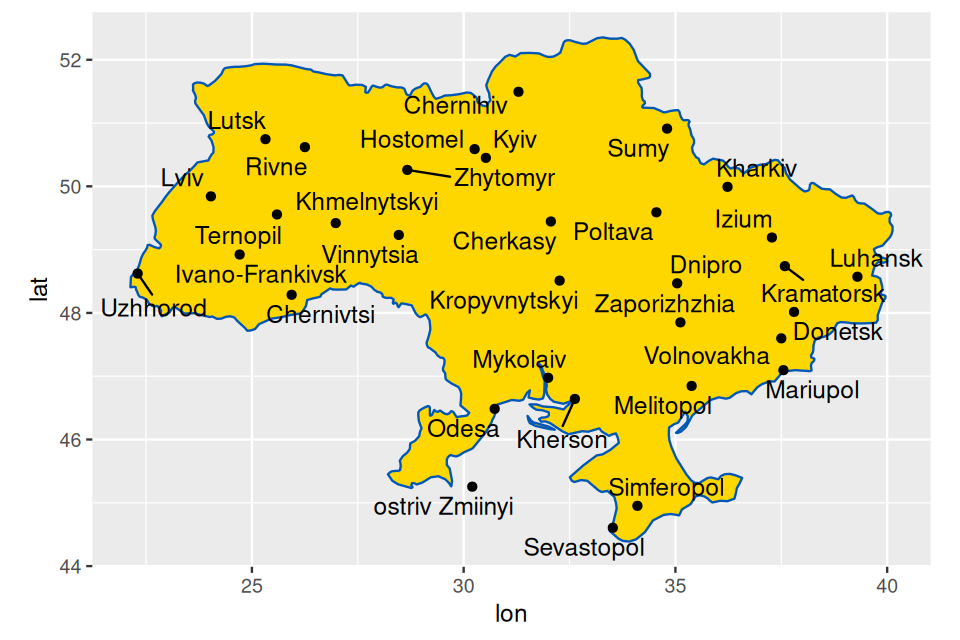 52
50
48
46
44
lat
Chernihiv
Lutsk
Hostomel
Kyiv
Sumy
Rivne
Kharkiv
Lviv
Zhytomyr
Khmelnytskyi
Izium
Ternopil
Poltava
Cherkasy
Vinnytsia
Luhansk
Dnipro
Ivano-Frankivsk
Kramatorsk
Kropyvnytskyi
Zaporizhzhia
Uzhhorod
Chernivtsi
Donetsk
Mykolaiv
Volnovakha
Mariupol
Melitopol
Odesa
Kherson
Simferopol
ostriv Zmiinyi
Sevastopol
25
30
35
40
lon